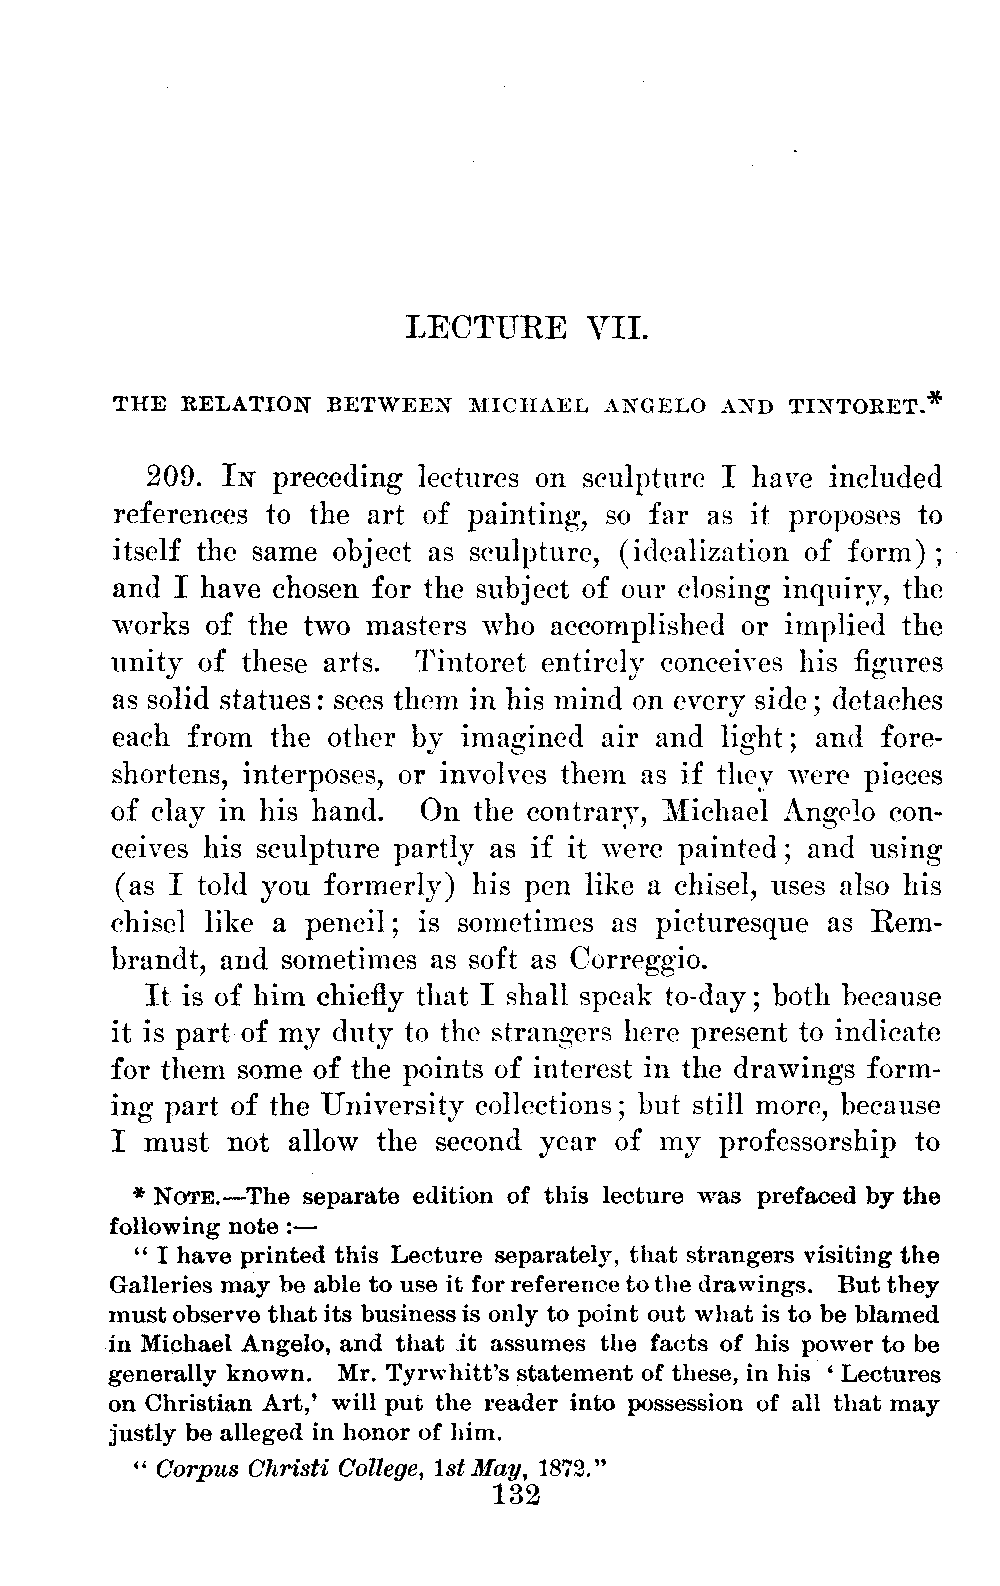 LECTURE VII.
THE RELATION BETWEEN MICHAEL ANGELO AND TINTORET.*
209. In preceding lectures on sculpture I have included
references to the art of painting, so far as it proposes to
itself the same object as sculpture, (idealization of form);
and I have chosen for the subject of our closing inquiry, the
works of the two masters who accomplished or implied the
unity of these arts. Tintoret entirely conceives his figures
as solid statues: sees them in his mind on every side; detaches
each from the other by imagined air and light; and fore-
shortens, interposes, or involves them as if they were pieces
of clay in his hand. On the contrary, Michael Angelo con-
ceives his sculpture partly as if it were painted; and using
(as I told you formerly) his pen like a chisel, uses also his
chisel like a pencil; is sometimes as picturesque as Rem-
brandt, and sometimes as soft as Correggio.
It is of him chiefly that I shall speak to-day; both because
it is part of my duty to the strangers here present to indicate
for them some of the points of interest in the drawings form-
ing part of the University collections; but still more, because
I must not allow the second year of my professorship to
* Note.—The separate edition of this lecture was prefaced by the
following note:—
“I have printed this Lecture separately, that strangers visiting the
Galleries may be able to use it for reference to the drawings. But they
must observe that its business is only to point out what is to be blamed
in Michael Angelo, and that it assumes the facts of his power to be
generally known. Mr. Tyrwhitt's statement of these, in his ‘Lectures
on Christian Art,’ will put the reader into possession of all that may
justly be alleged in honor of him.
“Corpus Christi College, 1st May, 1872.”
132